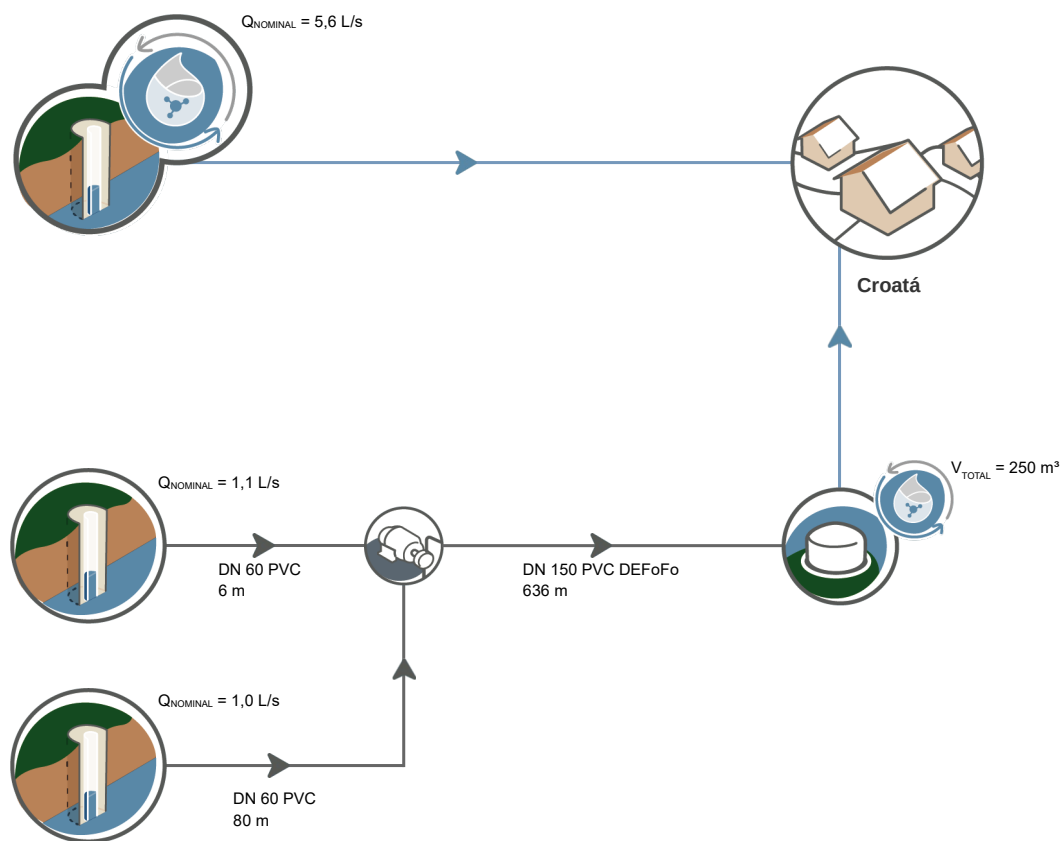 QNOMINAL = 5,6 L/s
Croatá
VTOTAL = 250 m³
QNOMINAL = 1,1 L/s
DN 60 PVC
6 m
DN 150 PVC DEFoFo
636 m
QNOMINAL = 1,0 L/s
DN 60 PVC
80 m